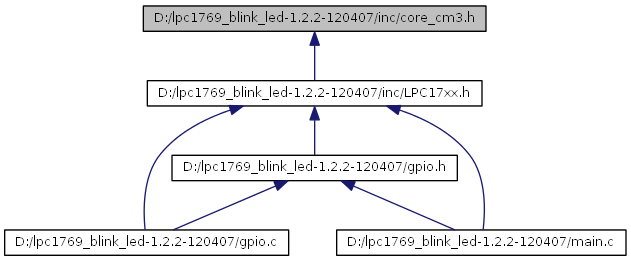 D:/lpc1769_blink_led-1.2.2-120407/inc/core_cm3.h
D:/lpc1769_blink_led-1.2.2-120407/inc/LPC17xx.h
D:/lpc1769_blink_led-1.2.2-120407/gpio.h
D:/lpc1769_blink_led-1.2.2-120407/gpio.c
D:/lpc1769_blink_led-1.2.2-120407/main.c